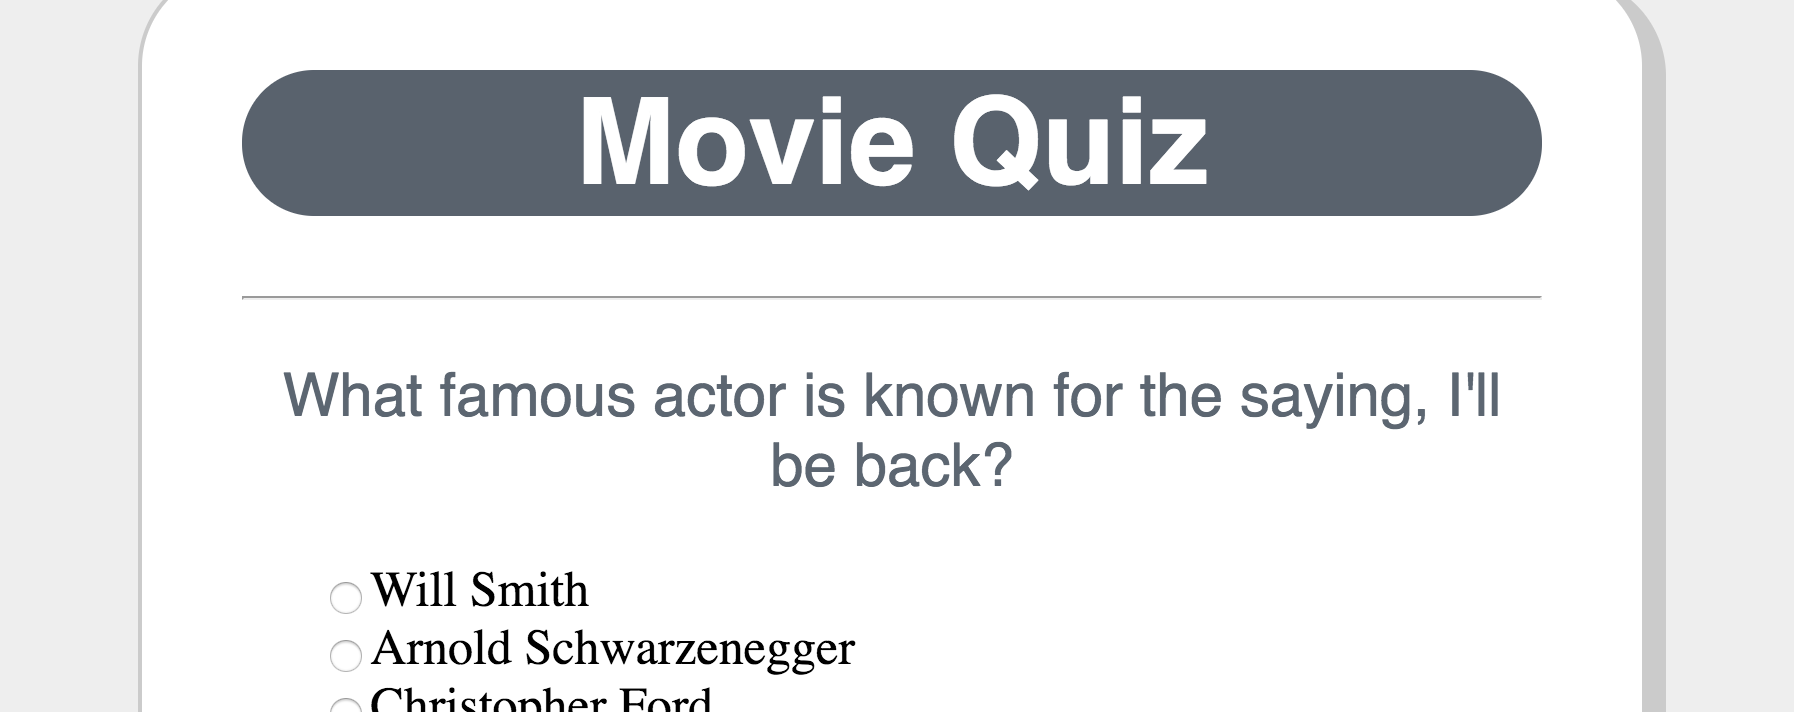 Movie Quiz
What famous actor is known for the saying, I'll
be back?
Will Smith
Arnold Schwarzenegger
Christopher Ford